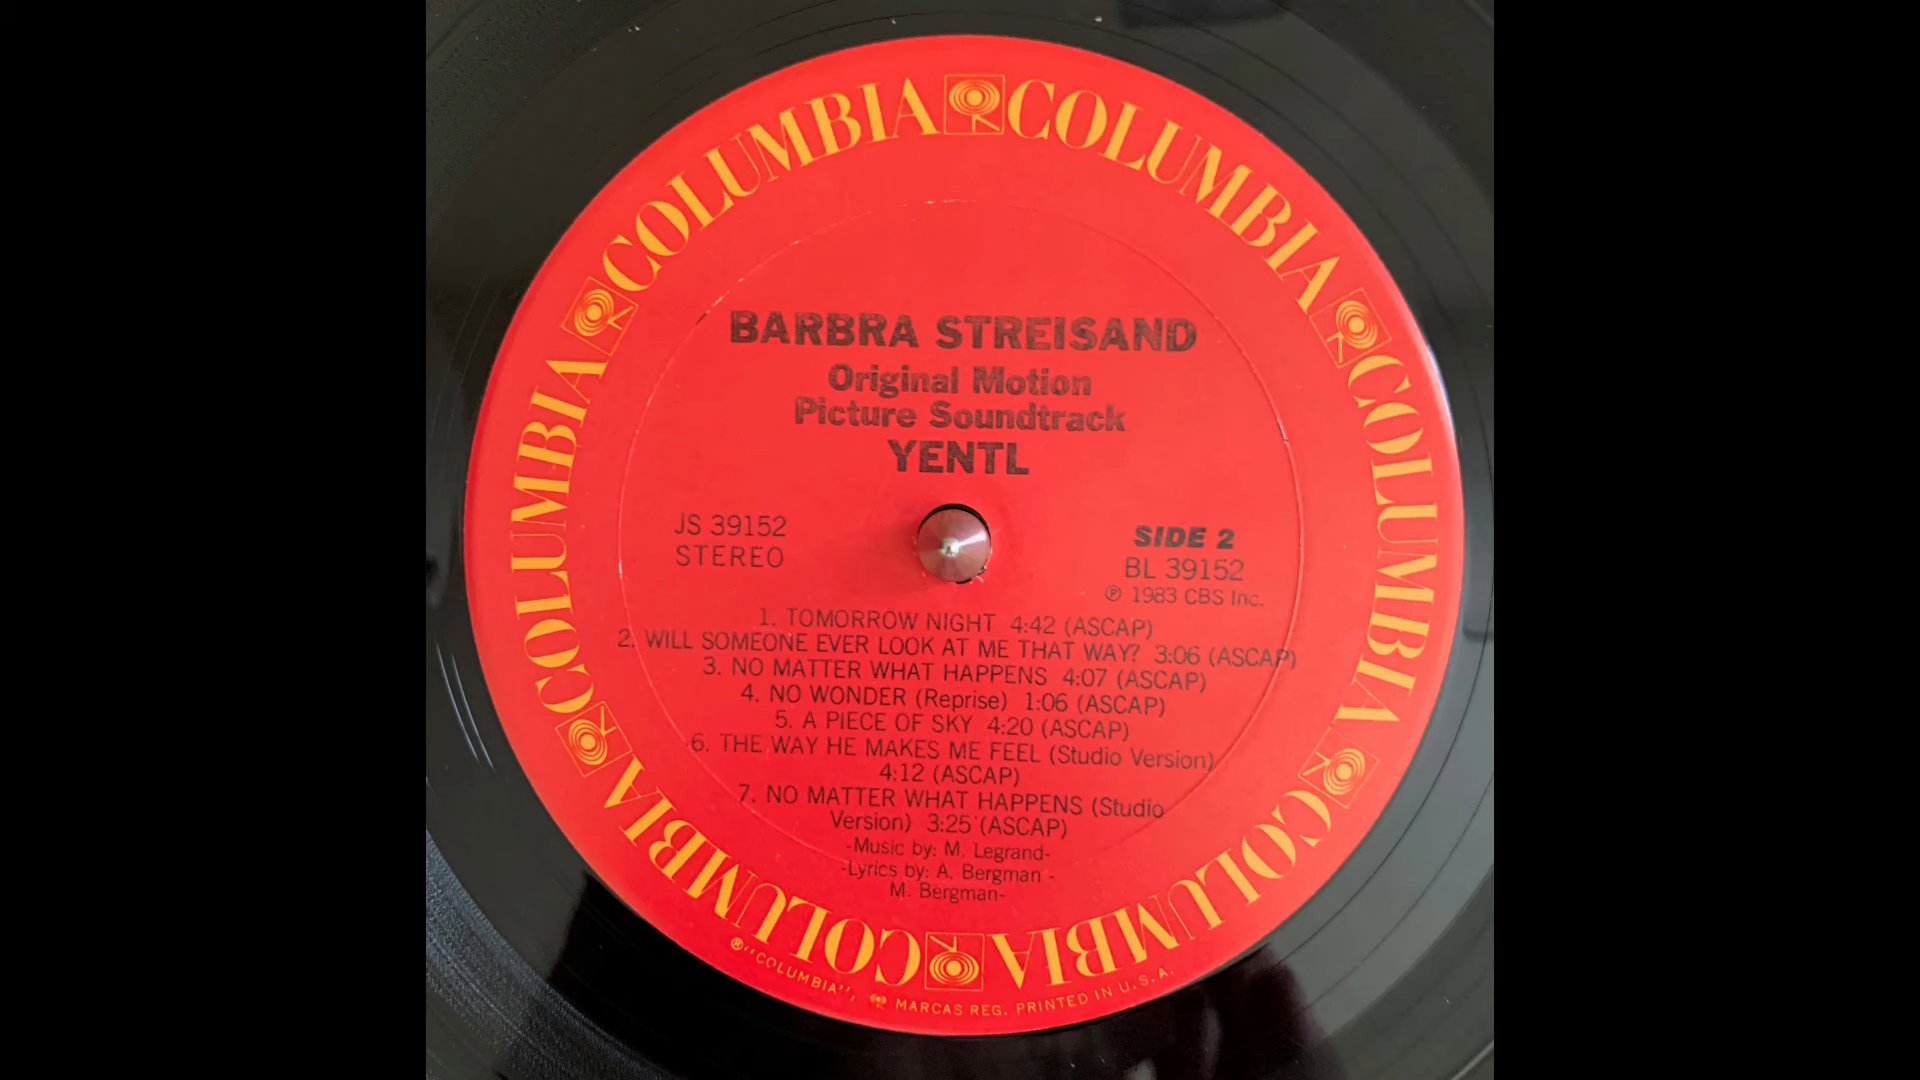 COLUMBIA COLUMBIA COLUMBIA COLUMBIA COLUMBIA COLUMBIA
BARBRA STREISAND
Original Motion
Picture Soundtrack
YENTL
JS 39152
STEREO
SIDE 2
BL 39152
℗ 1983 CBS Inc.
1. TOMORROW NIGHT 4:42 (ASCAP)
2. WILL SOMEONE EVER LOOK AT ME THAT WAY? 3:06 (ASCAP)
3. NO MATTER WHAT HAPPENS 4:07 (ASCAP)
4. NO WONDER (Reprise) 1:06 (ASCAP)
5. A PIECE OF SKY 4:20 (ASCAP)
6. THE WAY HE MAKES ME FEEL (Studio Version)
4:12 (ASCAP)
7. NO MATTER WHAT HAPPENS (Studio
Version) 3:25 (ASCAP)
-Music by: M. Legrand-
-Lyrics by: A. Bergman -
M. Bergman-
® "COLUMBIA", MARCAS REG. PRINTED IN U.S.A.